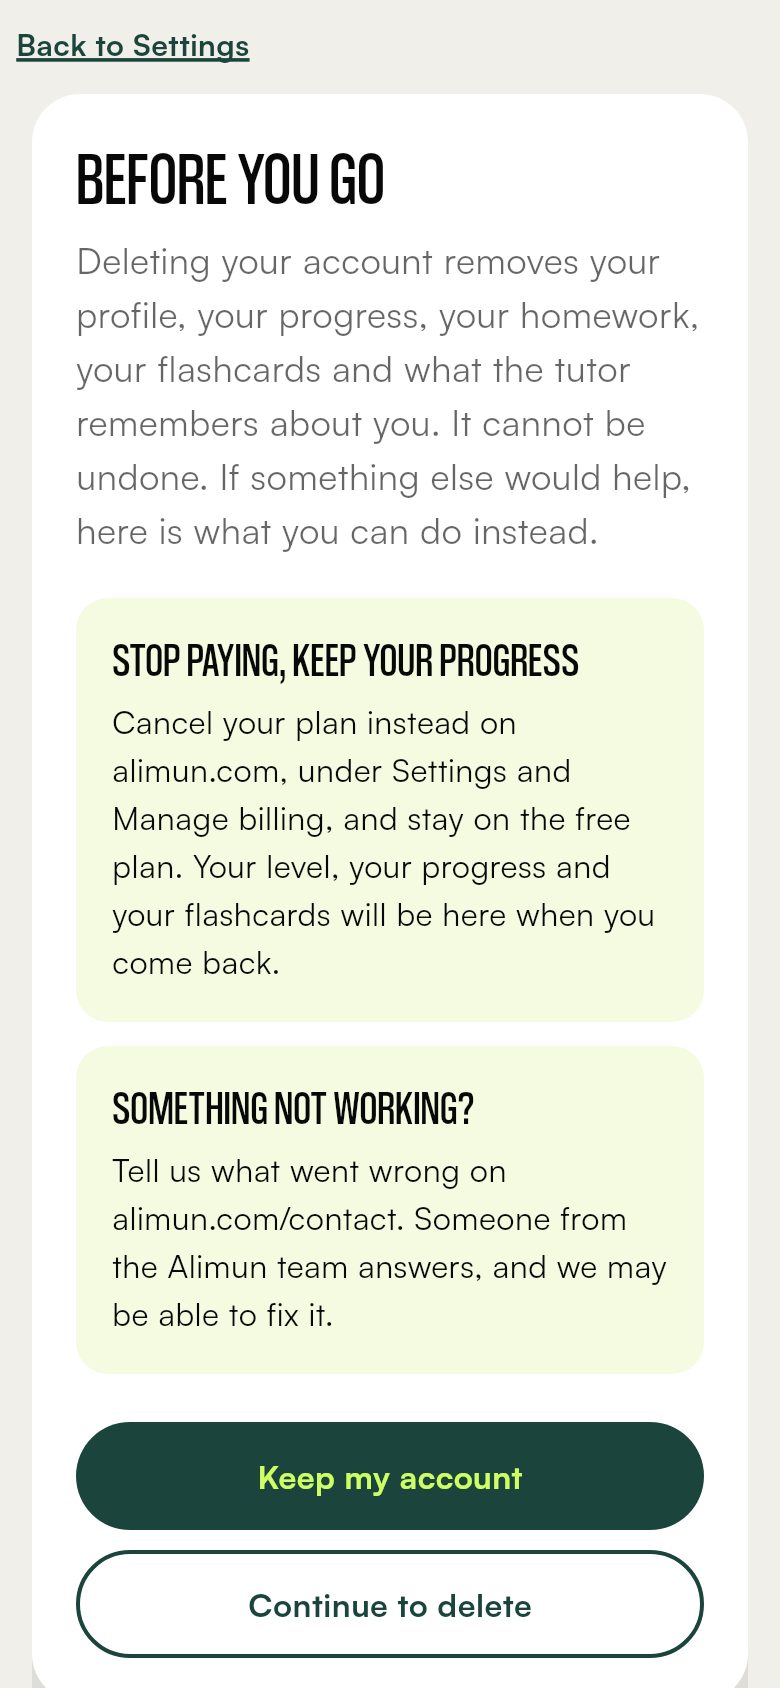 Back to Settings
BEFORE YOU GO
Deleting your account removes your
profile, your progress, your homework,
your flashcards and what the tutor
remembers about you. It cannot be
undone. If something else would help,
here is what you can do instead.
STOP PAYING, KEEP YOUR PROGRESS
Cancel your plan instead on
alimun.com, under Settings and
Manage billing, and stay on the free
plan. Your level, your progress and
your flashcards will be here when you
come back.
SOMETHING NOT WORKING?
Tell us what went wrong on
alimun.com/contact. Someone from
the Alimun team answers, and we may
be able to fix it.
Keep my account
Continue to delete